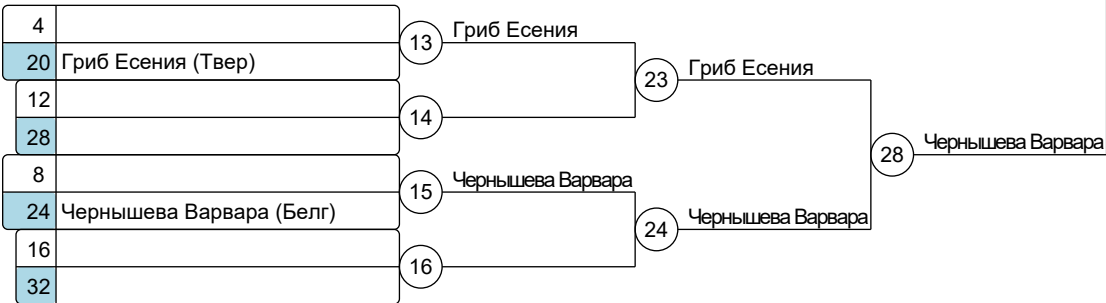 4
13 Гриб Есения
20 Гриб Есения (Твер)
23 Гриб Есения
12
14
28
28 Чернышева Варвара
8
15 Чернышева Варвара
24 Чернышева Варвара (Белг)
24 Чернышева Варвара
16
16
32